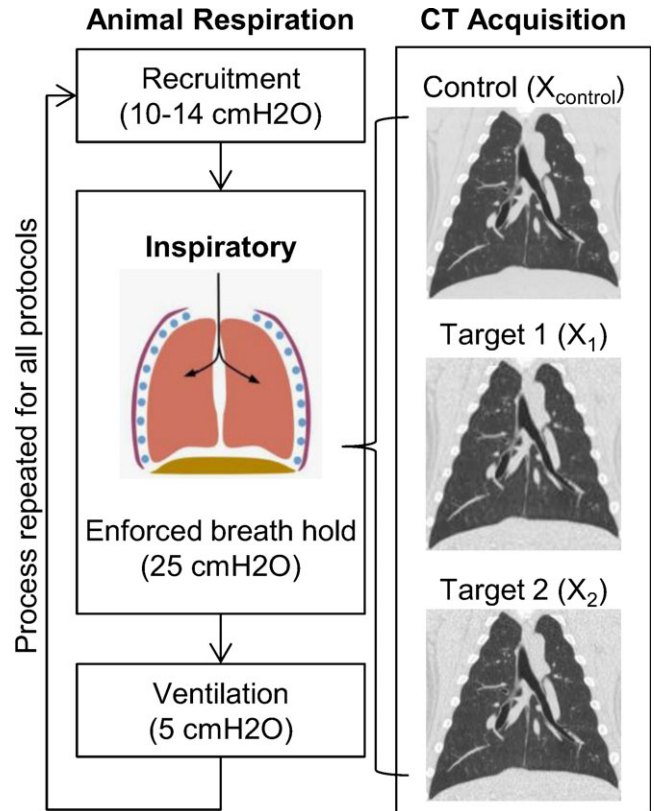 Animal Respiration
CT Acquisition
Process repeated for all protocols
Recruitment
(10-14 cmH2O)
Inspiratory
Enforced breath hold
(25 cmH2O)
Ventilation
(5 cmH2O)
Control (Xcontrol)
Target 1 (X1)
Target 2 (X2)